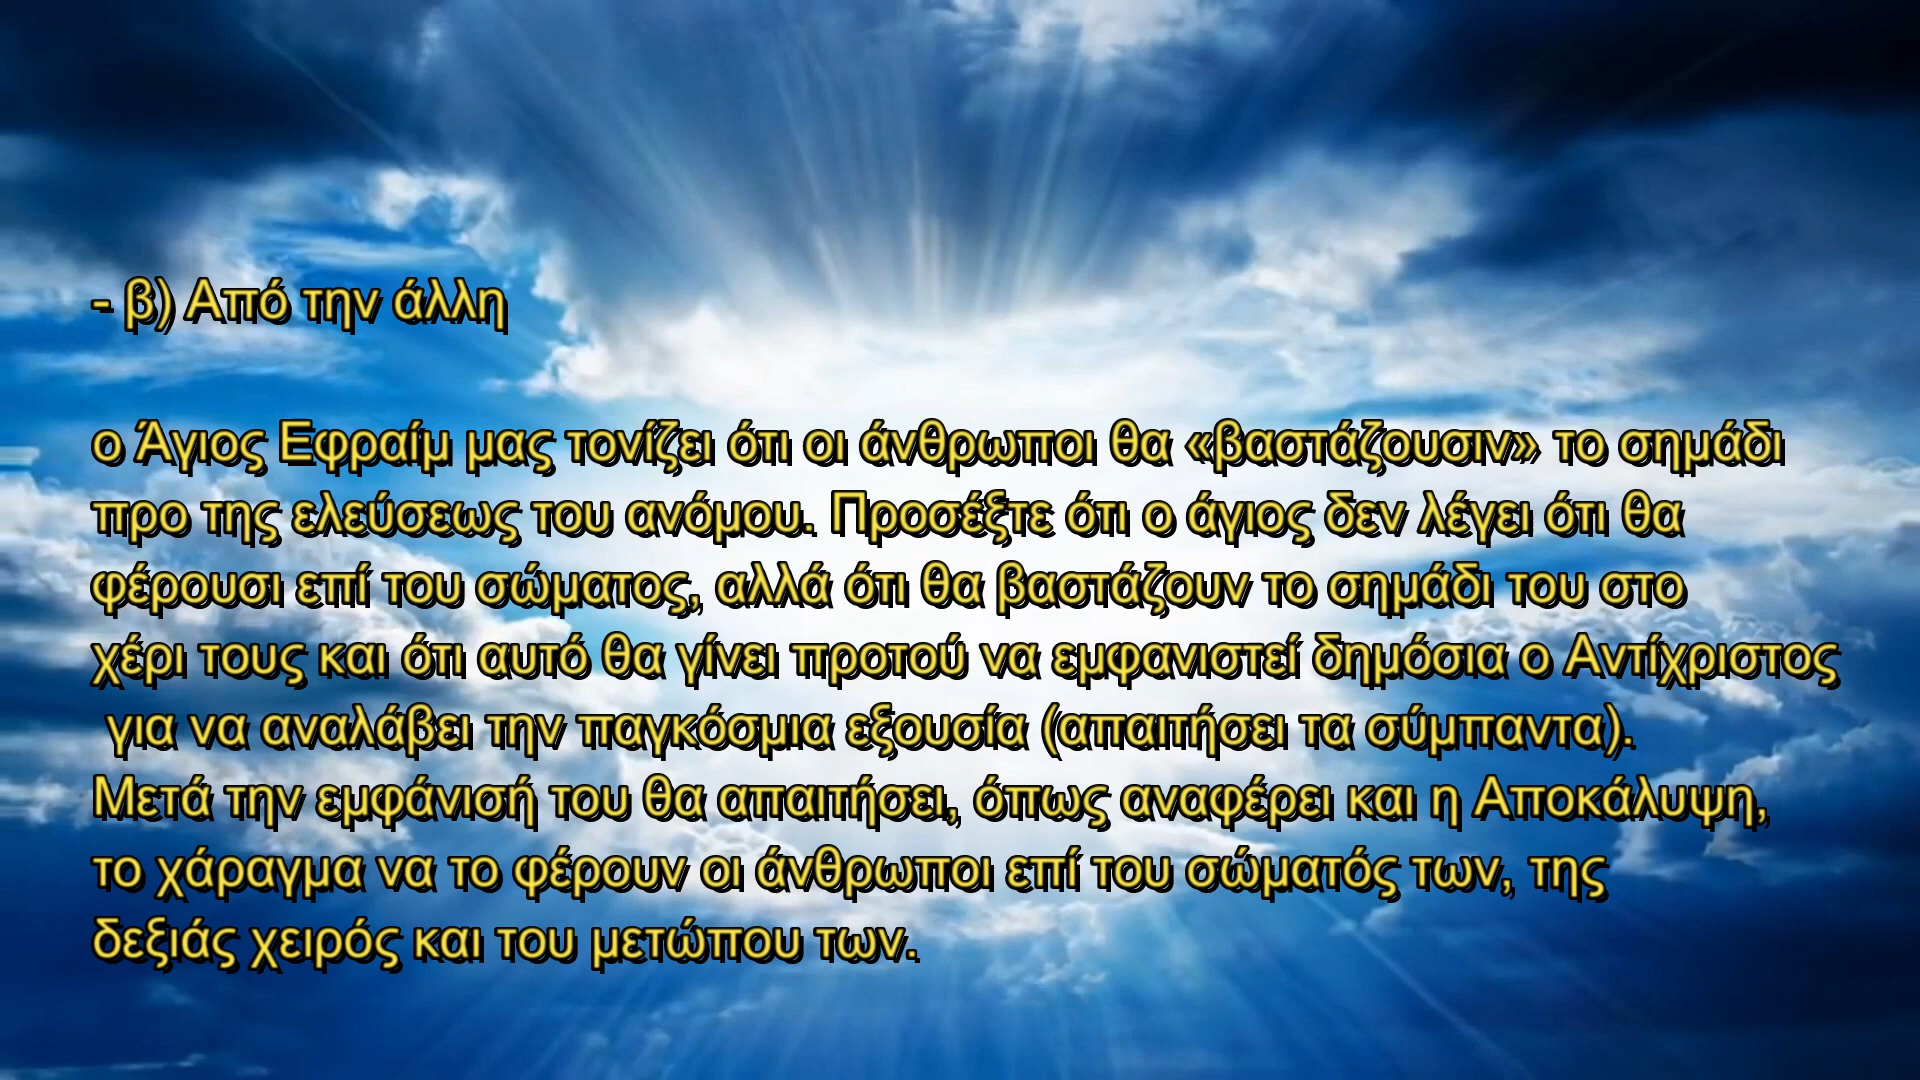 - β) Από την άλλη
ο Άγιος Εφραίμ μας τονίζει ότι οι άνθρωποι θα «βαστάζουσιν» το σημάδι
προ της ελεύσεως του ανόμου. Προσέξτε ότι ο άγιος δεν λέγει ότι θα
φέρουσι επί του σώματος, αλλά ότι θα βαστάζουν το σημάδι του στο
χέρι τους και ότι αυτό θα γίνει προτού να εμφανιστεί δημόσια ο Αντίχριστος
για να αναλάβει την παγκόσμια εξουσία (απαιτήσει τα σύμπαντα).
Μετά την εμφάνισή του θα απαιτήσει, όπως αναφέρει και η Αποκάλυψη,
το χάραγμα να το φέρουν οι άνθρωποι επί του σώματός των, της
δεξιάς χειρός και του μετώπου των.